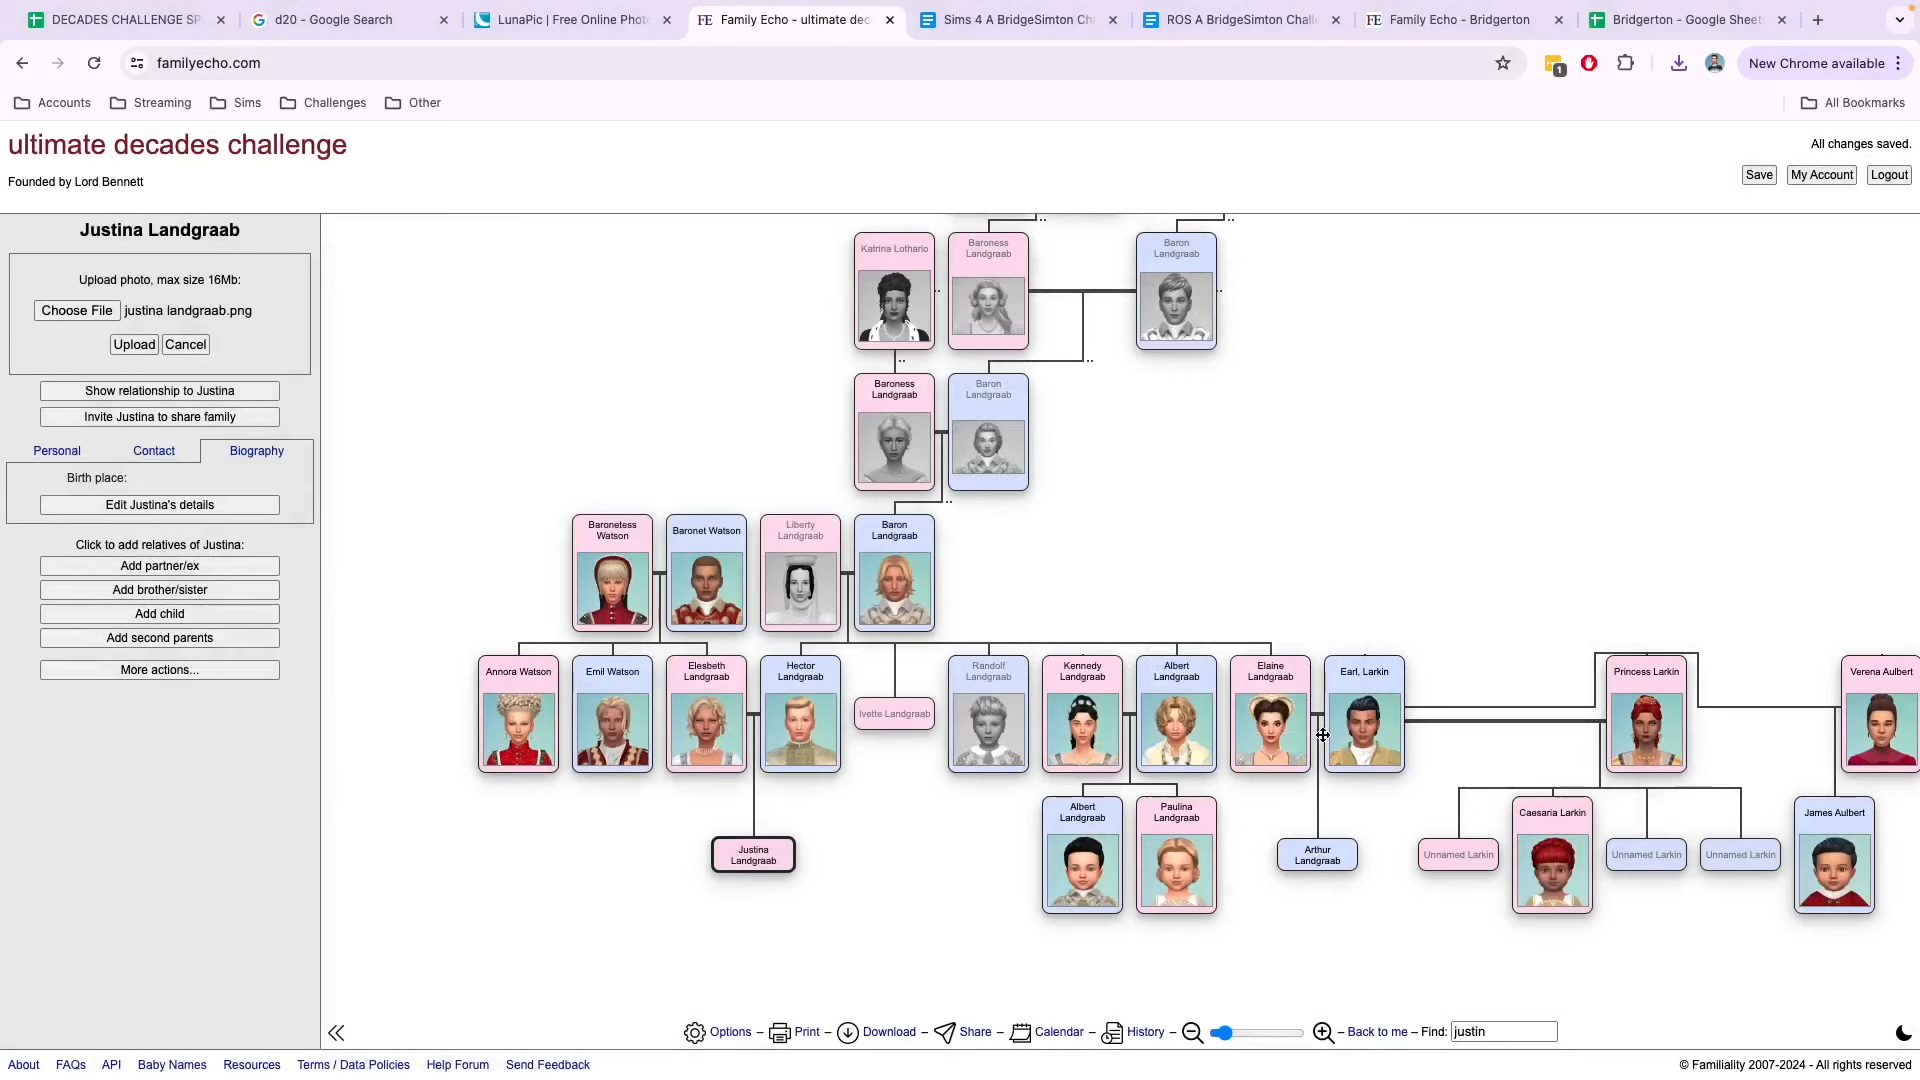 DECADES CHALLENGE SP
d20 - Google Search
LunaPic | Free Online Phot
FE Family Echo - ultimate dec
Sims 4 A BridgeSimton Ch
ROS A BridgeSimton Chall
FE Family Echo - Bridgerton
Bridgerton - Google Sheet
familyecho.com
1
New Chrome available
Accounts
Streaming
Sims
Challenges
Other
All Bookmarks
ultimate decades challenge
All changes saved.
Founded by Lord Bennett
Save
My Account
Logout
Justina Landgraab
Upload photo, max size 16Mb:
Choose File justina landgraab.png
Upload Cancel
Show relationship to Justina
Invite Justina to share family
Personal
Contact
Biography
Birth place:
Edit Justina's details
Click to add relatives of Justina:
Add partner/ex
Add brother/sister
Add child
Add second parents
More actions...
Katrina Lothario
Baroness
Landgraab
Baron
Landgraab
Baroness
Landgraab
Baron
Landgraab
Baronetess
Watson
Baronet Watson
Liberty
Landgraab
Baron
Landgraab
Annora Watson
Emil Watson
Elesbeth
Landgraab
Hector
Landgraab
Ivette Landgraab
Randolf
Landgraab
Kennedy
Landgraab
Albert
Landgraab
Elaine
Landgraab
Earl, Larkin
Princess Larkin
Verena Aulbert
Justina
Landgraab
Albert
Landgraab
Paulina
Landgraab
Arthur
Landgraab
Unnamed Larkin
Caesaria Larkin
Unnamed Larkin
Unnamed Larkin
James Aulbert
Options – Print – Download – Share – Calendar – History – – Back to me – Find: justin
About
FAQs
API
Baby Names
Resources
Terms / Data Policies
Help Forum
Send Feedback
© Familiality 2007-2024 - All rights reserved